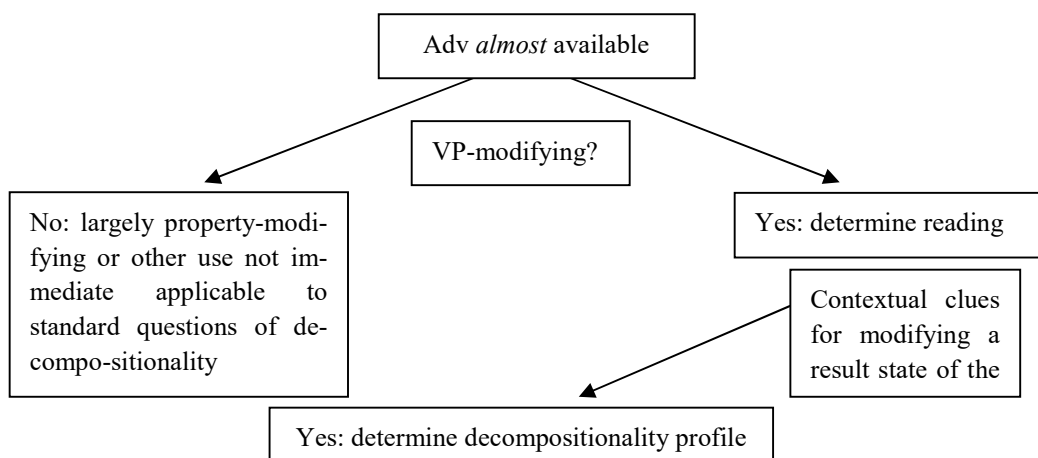 Adv almost available
VP-modifying?
No: largely property-modi-
fying or other use not im-
mediate applicable to
standard questions of de-
compo-sitionality
Yes: determine reading
Contextual clues
for modifying a
result state of the
Yes: determine decompositionality profile